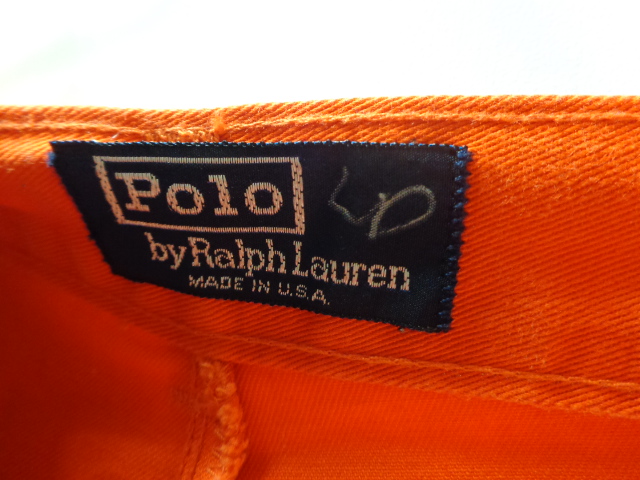 Polo
by Ralph Lauren
MADE IN U.S.A.